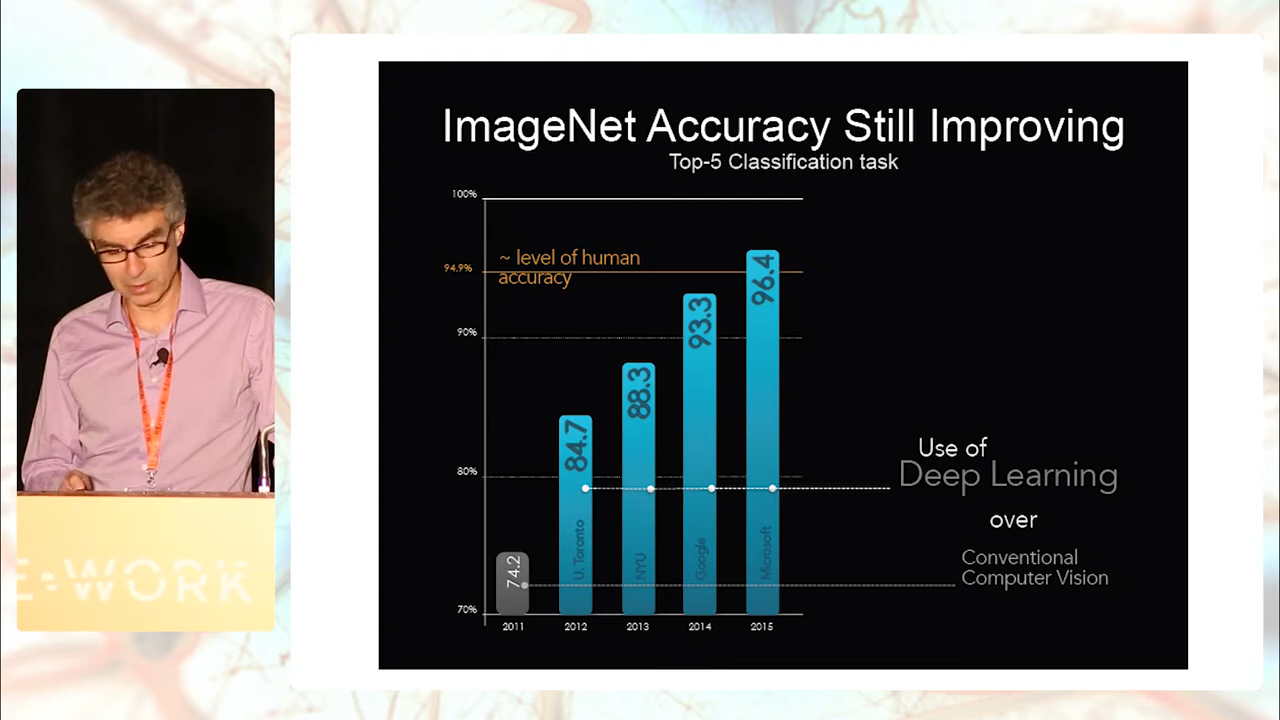 ImageNet Accuracy Still Improving
Top-5 Classification task
100%
~ level of human
accuracy
94.9%
90%
80%
70%
74.2
84.7
88.3
93.3
96.4
U. Toronto
NYU
Google
Microsoft
2011
2012
2013
2014
2015
Use of
Deep Learning
over
Conventional
Computer Vision
E•WORK